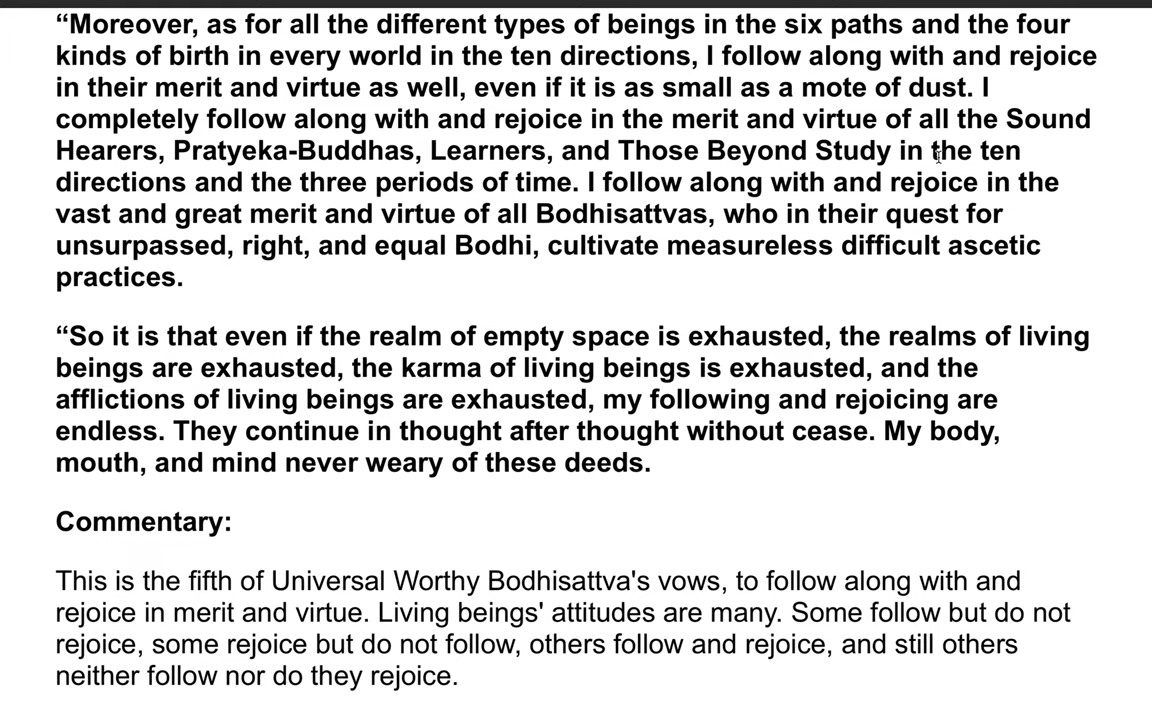 “Moreover, as for all the different types of beings in the six paths and the four
kinds of birth in every world in the ten directions, I follow along with and rejoice
in their merit and virtue as well, even if it is as small as a mote of dust. I
completely follow along with and rejoice in the merit and virtue of all the Sound
Hearers, Pratyeka-Buddhas, Learners, and Those Beyond Study in the ten
directions and the three periods of time. I follow along with and rejoice in the
vast and great merit and virtue of all Bodhisattvas, who in their quest for
unsurpassed, right, and equal Bodhi, cultivate measureless difficult ascetic
practices.
“So it is that even if the realm of empty space is exhausted, the realms of living
beings are exhausted, the karma of living beings is exhausted, and the
afflictions of living beings are exhausted, my following and rejoicing are
endless. They continue in thought after thought without cease. My body,
mouth, and mind never weary of these deeds.
Commentary:
This is the fifth of Universal Worthy Bodhisattva's vows, to follow along with and
rejoice in merit and virtue. Living beings' attitudes are many. Some follow but do not
rejoice, some rejoice but do not follow, others follow and rejoice, and still others
neither follow nor do they rejoice.